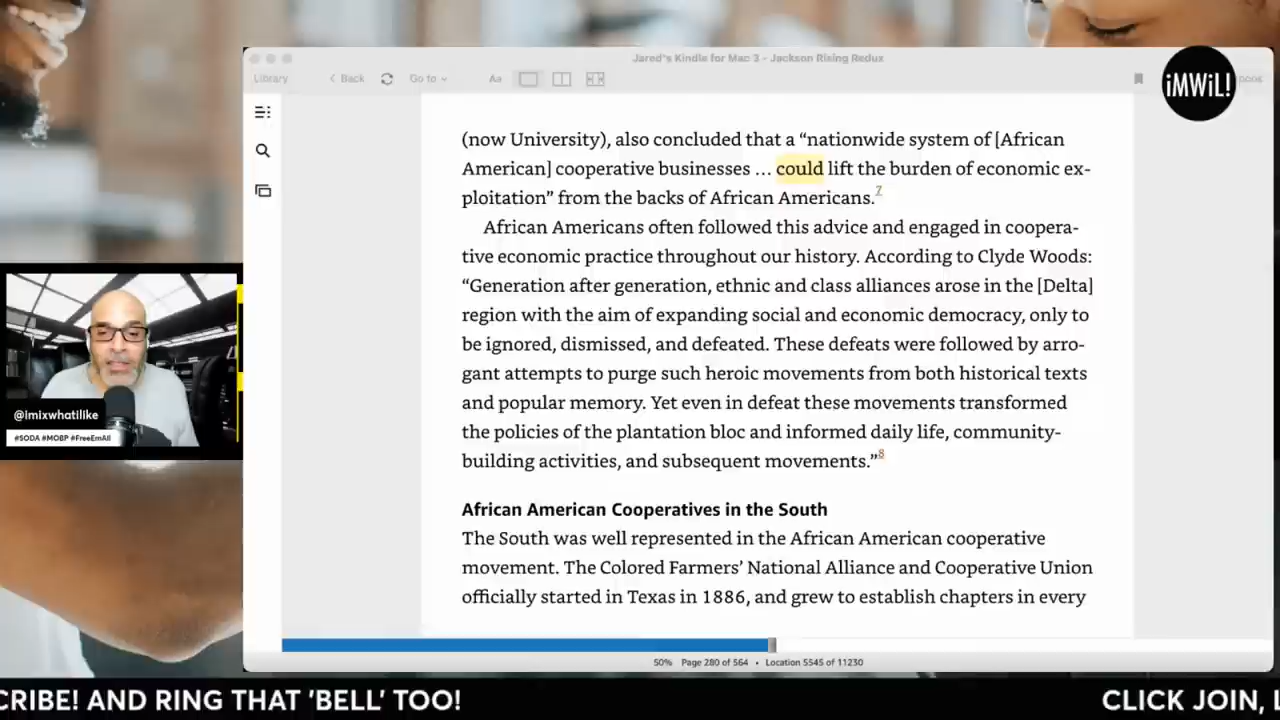 Jared's Kindle for Mac 3 - Jackson Rising Redux
Library
Back
Go to
Aa
iMWiL!
(now University), also concluded that a “nationwide system of [African
American] cooperative businesses … could lift the burden of economic ex-
ploitation” from the backs of African Americans.7
African Americans often followed this advice and engaged in coopera-
tive economic practice throughout our history. According to Clyde Woods:
“Generation after generation, ethnic and class alliances arose in the [Delta]
region with the aim of expanding social and economic democracy, only to
be ignored, dismissed, and defeated. These defeats were followed by arro-
gant attempts to purge such heroic movements from both historical texts
and popular memory. Yet even in defeat these movements transformed
the policies of the plantation bloc and informed daily life, community-
building activities, and subsequent movements.”8
African American Cooperatives in the South
The South was well represented in the African American cooperative
movement. The Colored Farmers’ National Alliance and Cooperative Union
officially started in Texas in 1886, and grew to establish chapters in every
50% Page 280 of 564 • Location 5545 of 11230
@imixwhatilike
#SODA #MOBP #FreeEmAll
CRIBE! AND RING THAT 'BELL' TOO!
CLICK JOIN, L